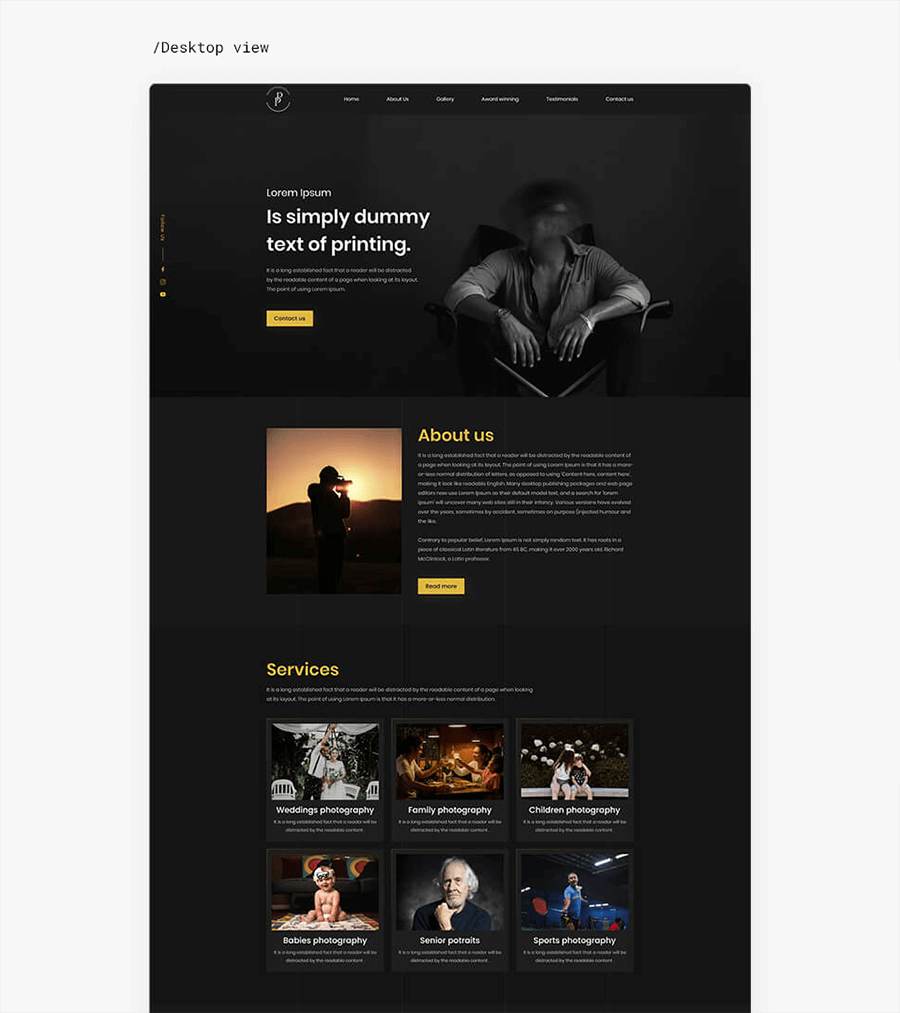 /Desktop view
Home About Us Gallery Award winning Testimonials Contact us
Follow Us
Lorem Ipsum
Is simply dummy
text of printing.
It is a long established fact that a reader will be distracted
by the readable content of a page when looking at its layout.
The point of using Lorem Ipsum.
Contact us
About us
It is a long established fact that a reader will be distracted by the readable content of
a page when looking at its layout. The point of using Lorem Ipsum is that it has a more-
or-less normal distribution of letters, as opposed to using 'Content here, content here',
making it look like readable English. Many desktop publishing packages and web page
editors now use Lorem Ipsum as their default model text, and a search for 'lorem
ipsum' will uncover many web sites still in their infancy. Various versions have evolved
over the years, sometimes by accident, sometimes on purpose (injected humour and
the like.
Contrary to popular belief, Lorem Ipsum is not simply random text. It has roots in a
piece of classical Latin literature from 45 BC, making it over 2000 years old. Richard
McClintock, a Latin professor.
Read more
Services
It is a long established fact that a reader will be distracted by the readable content of a page when looking
at its layout. The point of using Lorem Ipsum is that it has a more-or-less normal distribution.
Weddings photography
It is a long established fact that a reader will be
distracted by the readable content .
Family photography
It is a long established fact that a reader will be
distracted by the readable content .
Children photography
It is a long established fact that a reader will be
distracted by the readable content .
Babies photography
It is a long established fact that a reader will be
distracted by the readable content .
Senior potraits
It is a long established fact that a reader will be
distracted by the readable content .
Sports photography
It is a long established fact that a reader will be
distracted by the readable content .